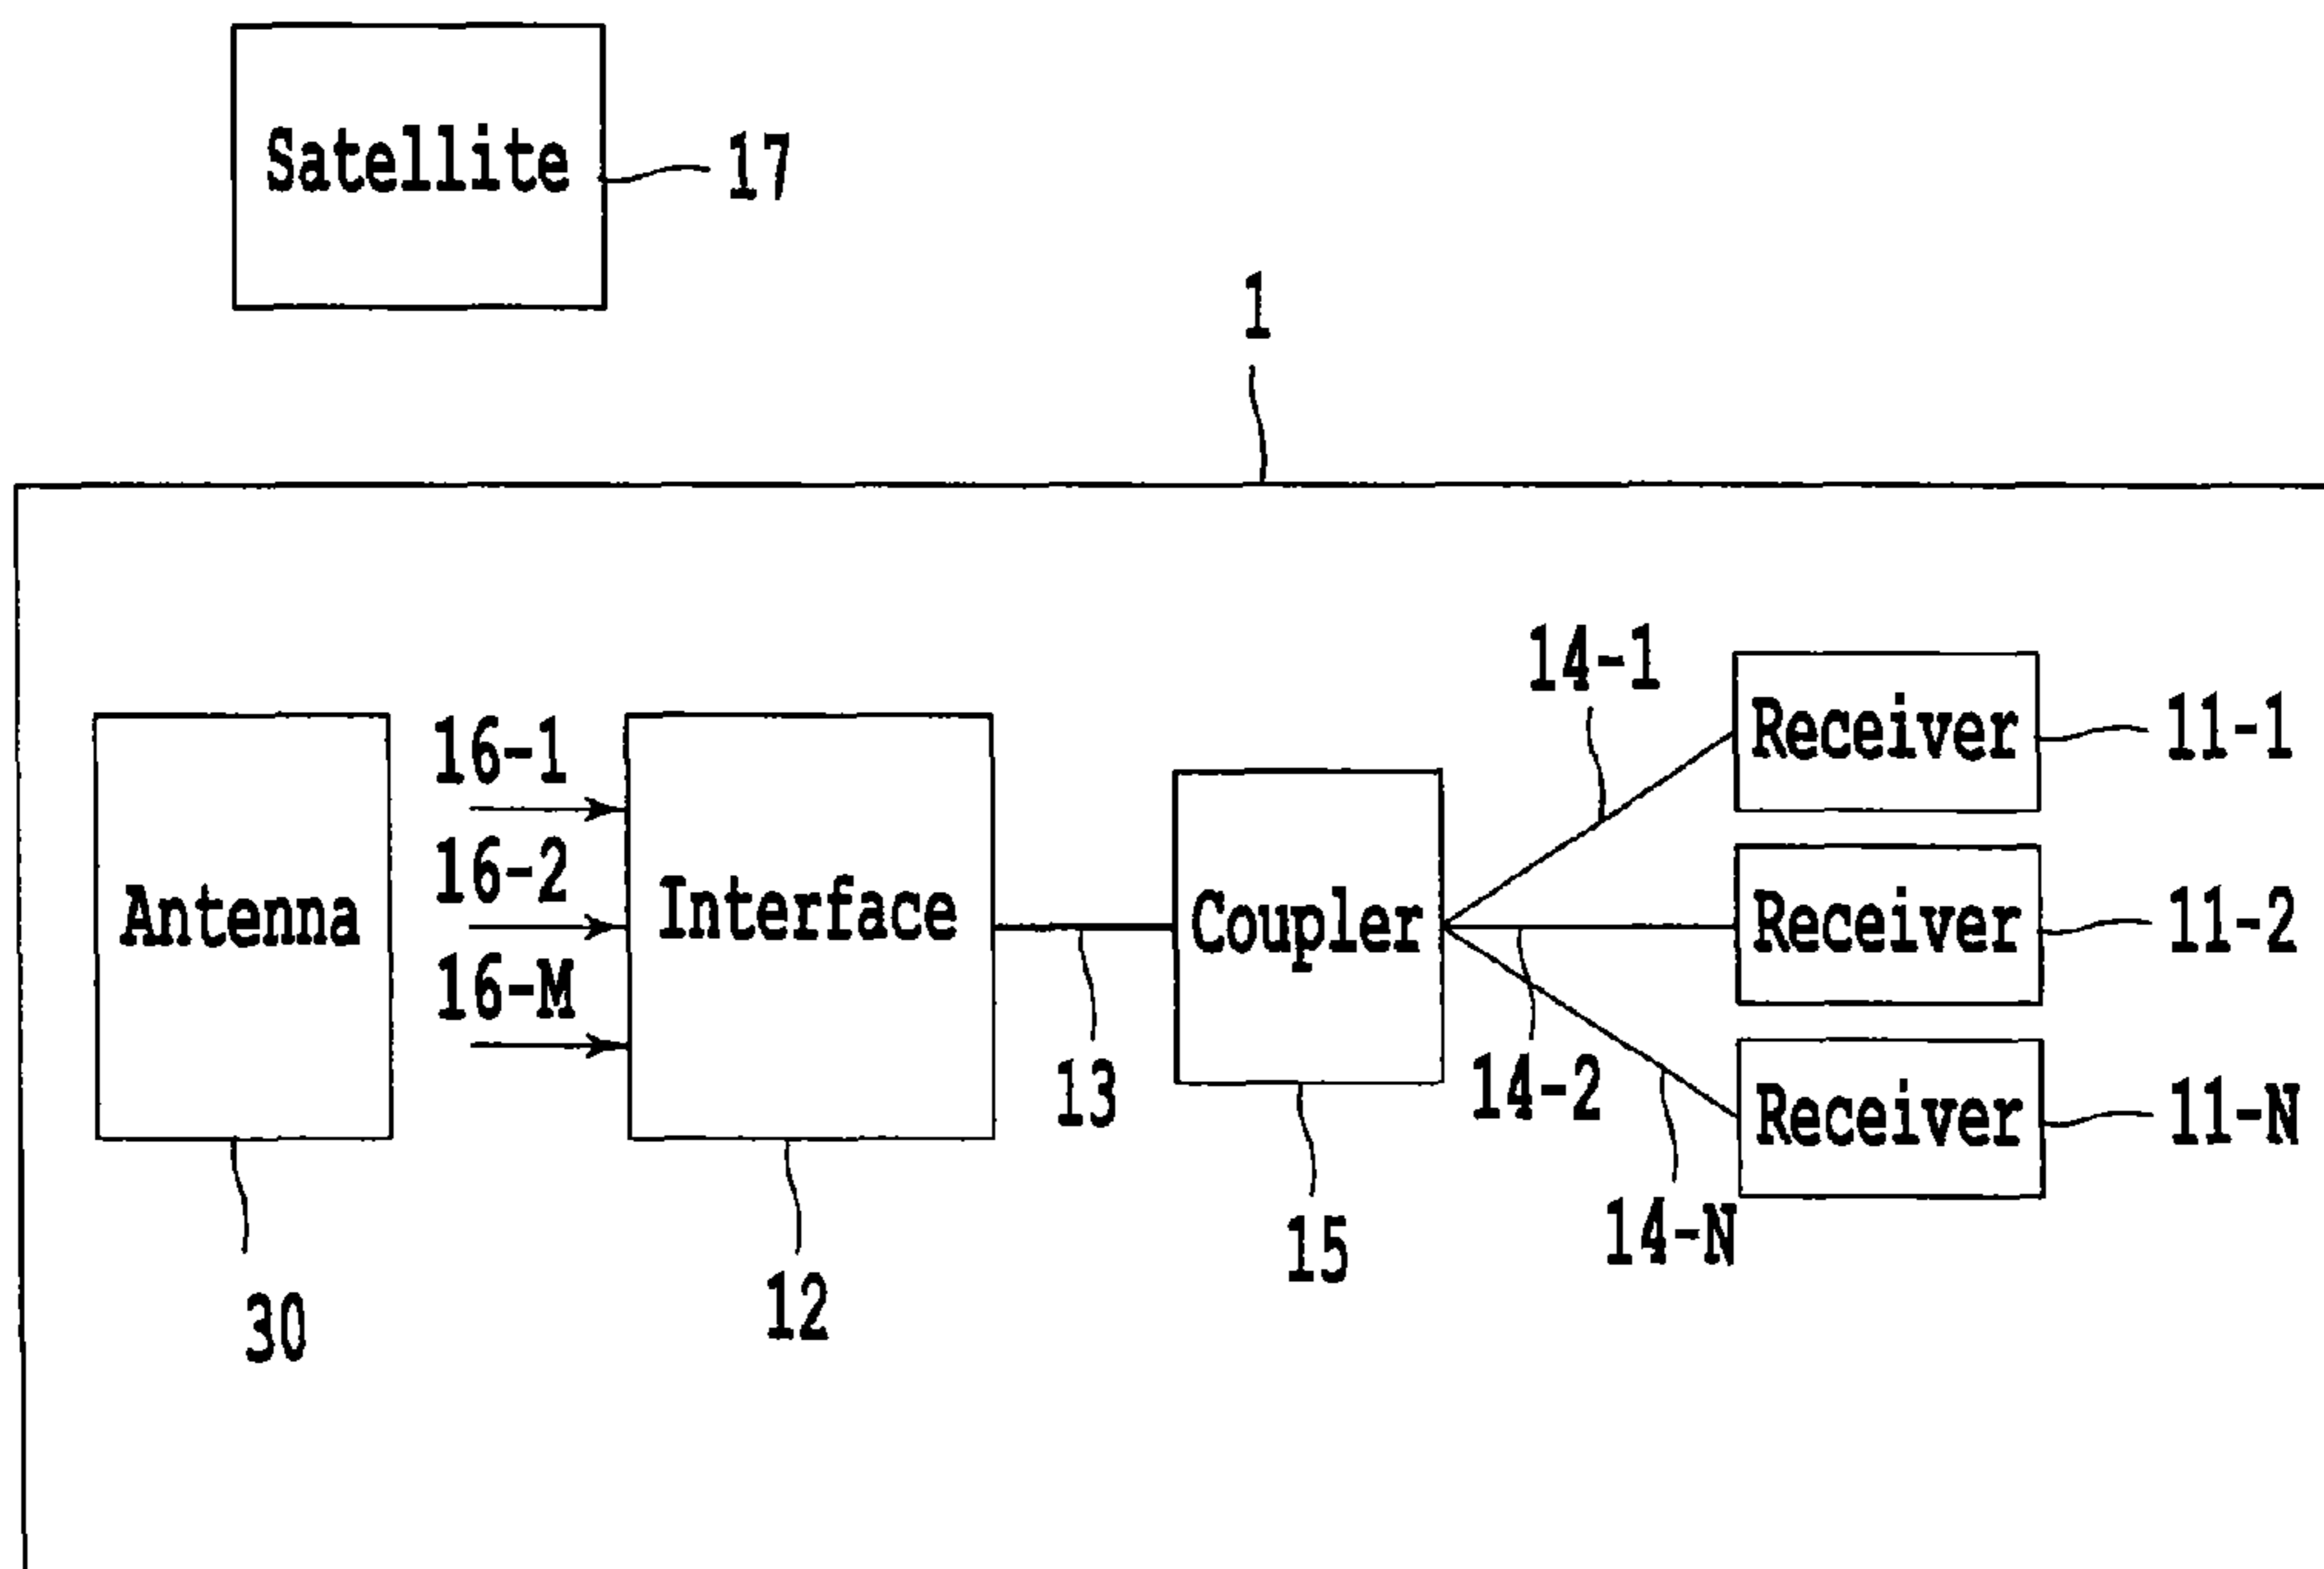 Satellite
17
1
14-1
Receiver
11-1
16-1
16-2
16-M
Antenna
Interface
Coupler
Receiver
11-2
13
14-2
Receiver
11-N
14-N
15
12
30